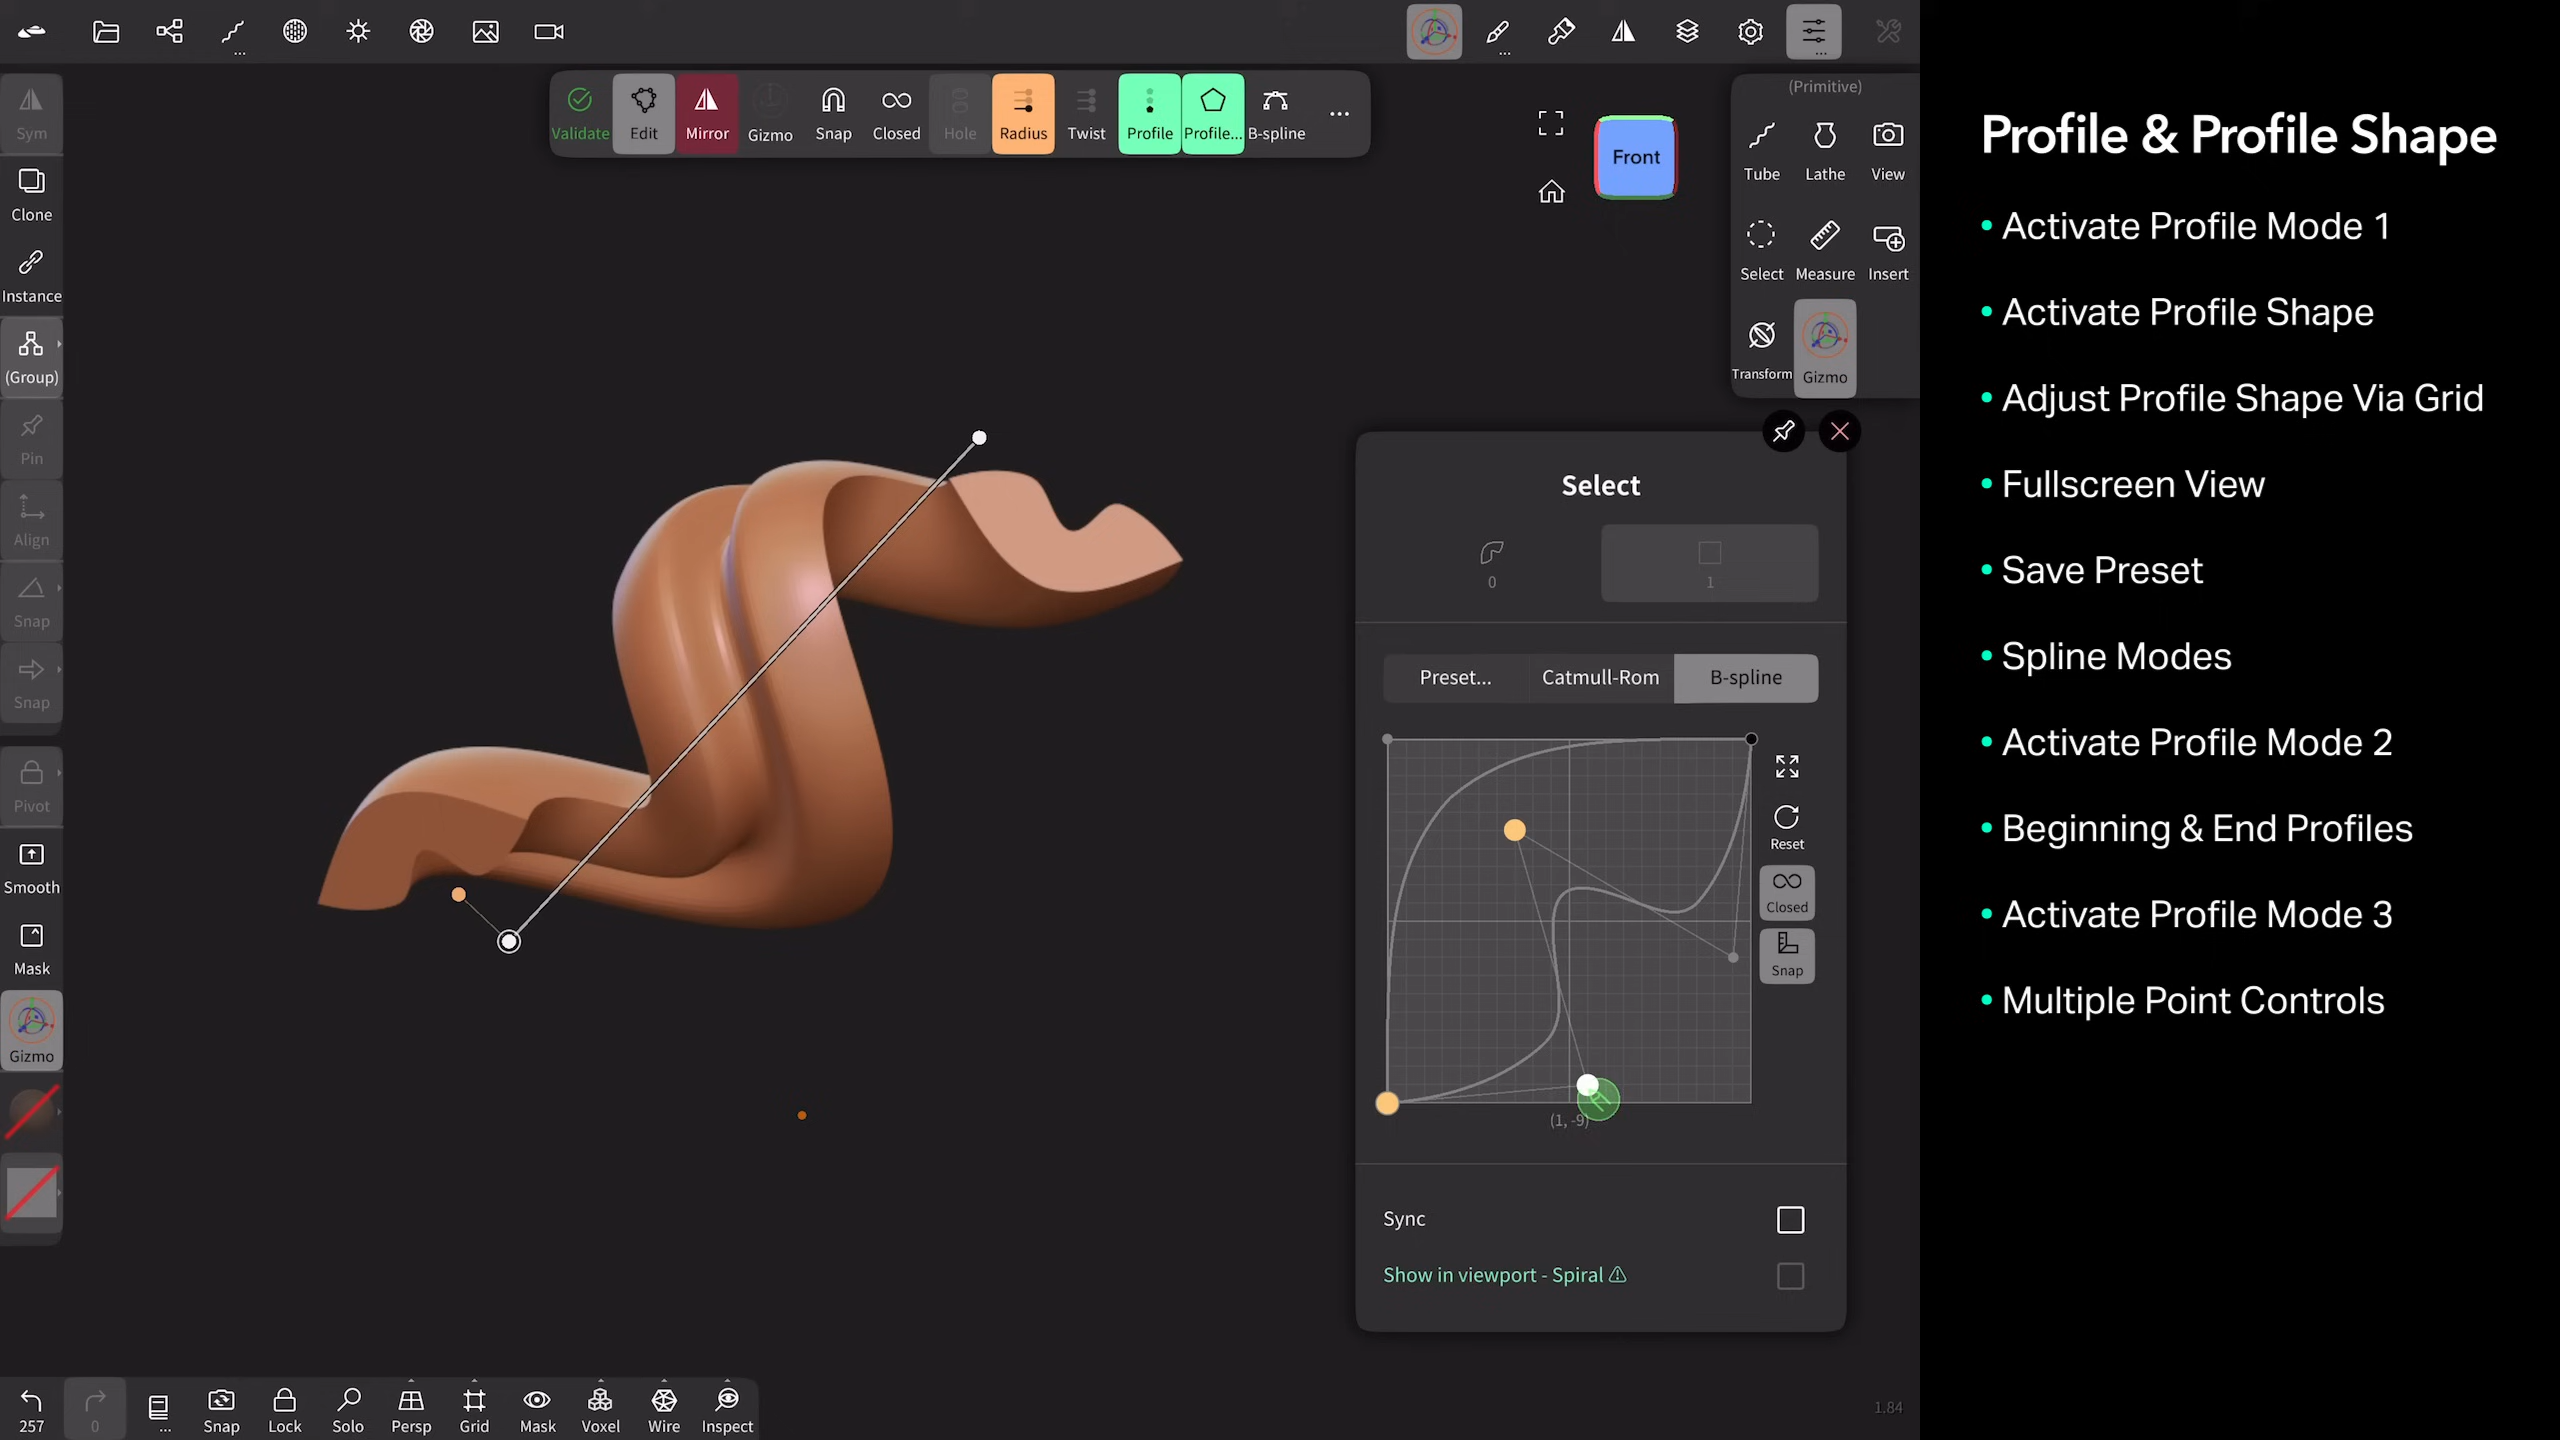 Validate
Edit
Mirror
Gizmo
Snap
Closed
Hole
Radius
Twist
Profile
Profile...
B-spline
...
Front
(Primitive)
Tube
Lathe
View
Select
Measure
Insert
Transform
Gizmo
Sym
Clone
Instance
(Group)
Pin
Align
Snap
Snap
Pivot
Smooth
Mask
Gizmo
Select
0
1
Preset...
Catmull-Rom
B-spline
Reset
Closed
Snap
(1, -9)
Sync
Show in viewport - Spiral
257
0
...
Snap
Lock
Solo
Persp
Grid
Mask
Voxel
Wire
Inspect
1.84
Profile & Profile Shape
• Activate Profile Mode 1
• Activate Profile Shape
• Adjust Profile Shape Via Grid
• Fullscreen View
• Save Preset
• Spline Modes
• Activate Profile Mode 2
• Beginning & End Profiles
• Activate Profile Mode 3
• Multiple Point Controls